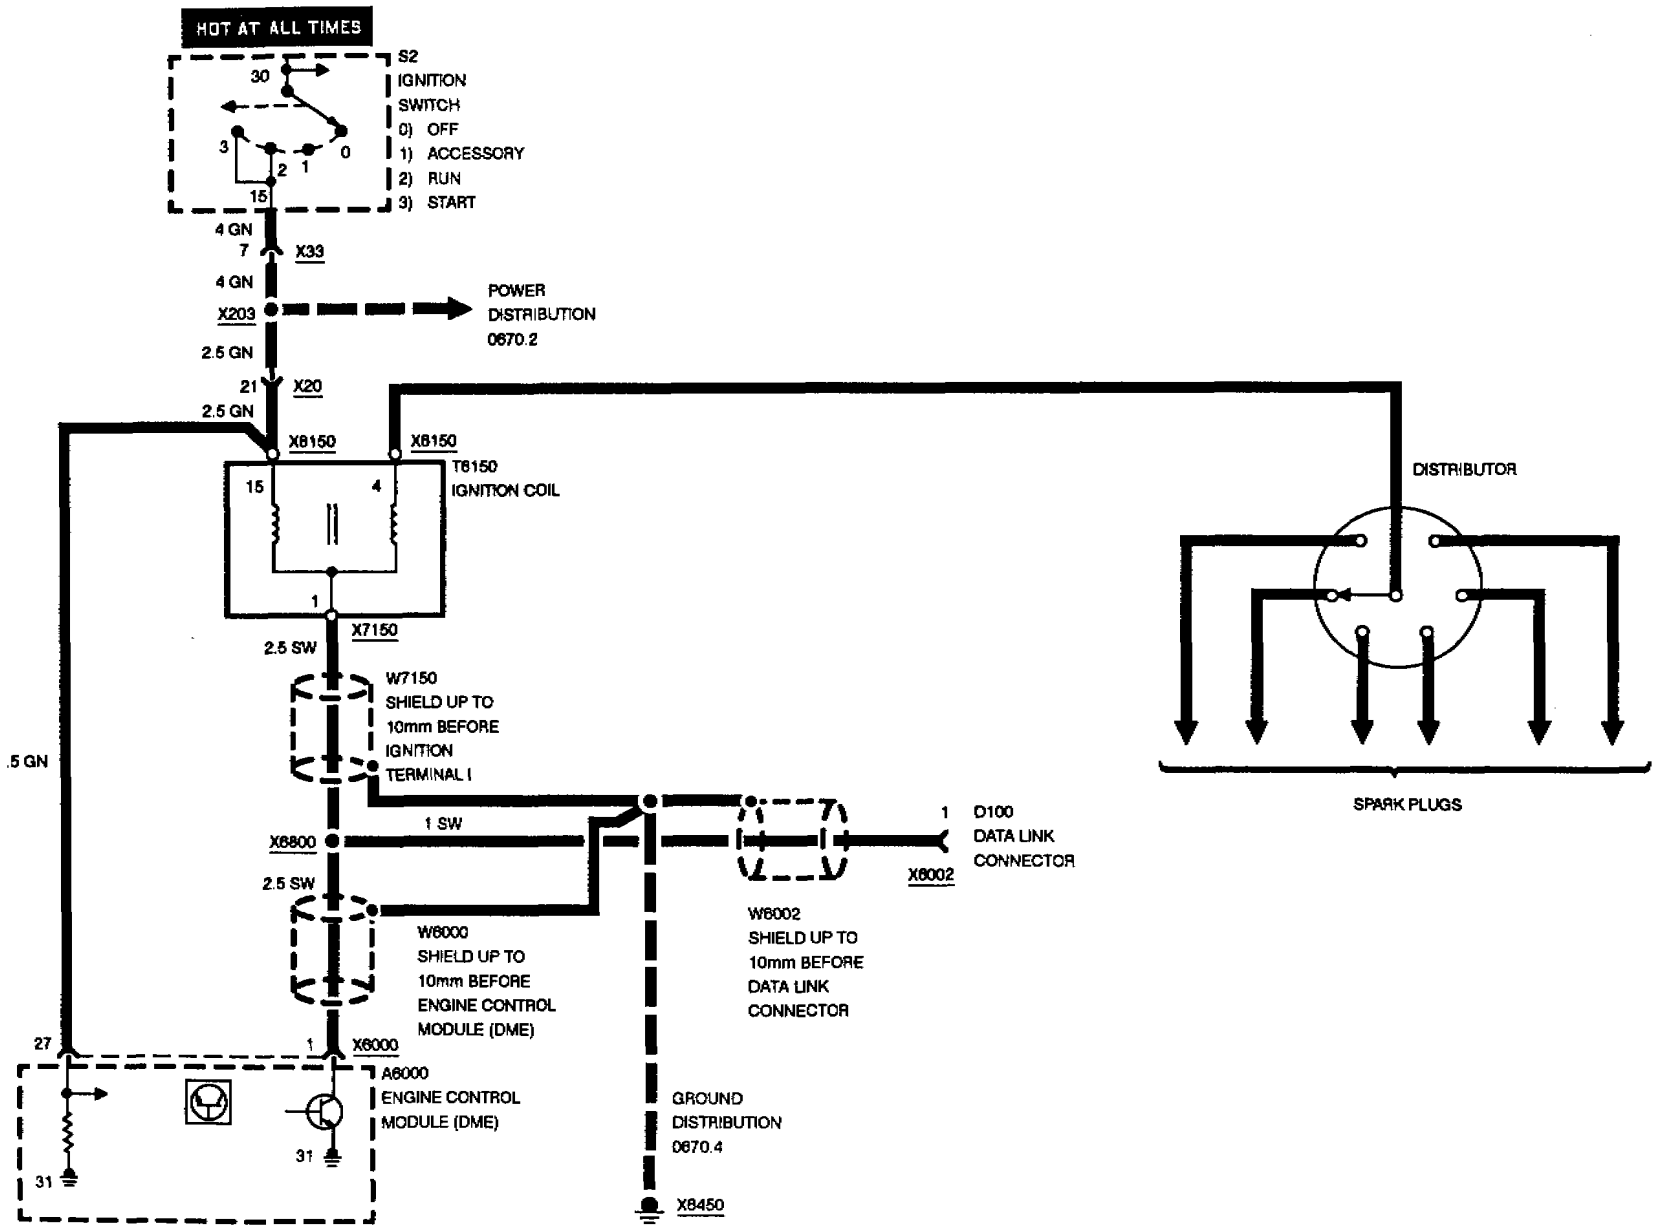 HOT AT ALL TIMES
S2
IGNITION
SWITCH
0) OFF
1) ACCESSORY
2) RUN
3) START
30
3
2
1
0
15
4 GN
7
X33
4 GN
X203
POWER
DISTRIBUTION
0670.2
2.5 GN
21
X20
2.5 GN
X6150
X6150
T6150
IGNITION COIL
15
4
1
X7150
2.5 SW
DISTRIBUTOR
SPARK PLUGS
W7150
SHIELD UP TO
10mm BEFORE
IGNITION
TERMINAL I
.5 GN
1 SW
X6800
2.5 SW
1
D100
DATA LINK
CONNECTOR
X6002
W6002
SHIELD UP TO
10mm BEFORE
DATA LINK
CONNECTOR
W6000
SHIELD UP TO
10mm BEFORE
ENGINE CONTROL
MODULE (DME)
27
1
X6000
A6000
ENGINE CONTROL
MODULE (DME)
31
31
GROUND
DISTRIBUTION
0670.4
X6450